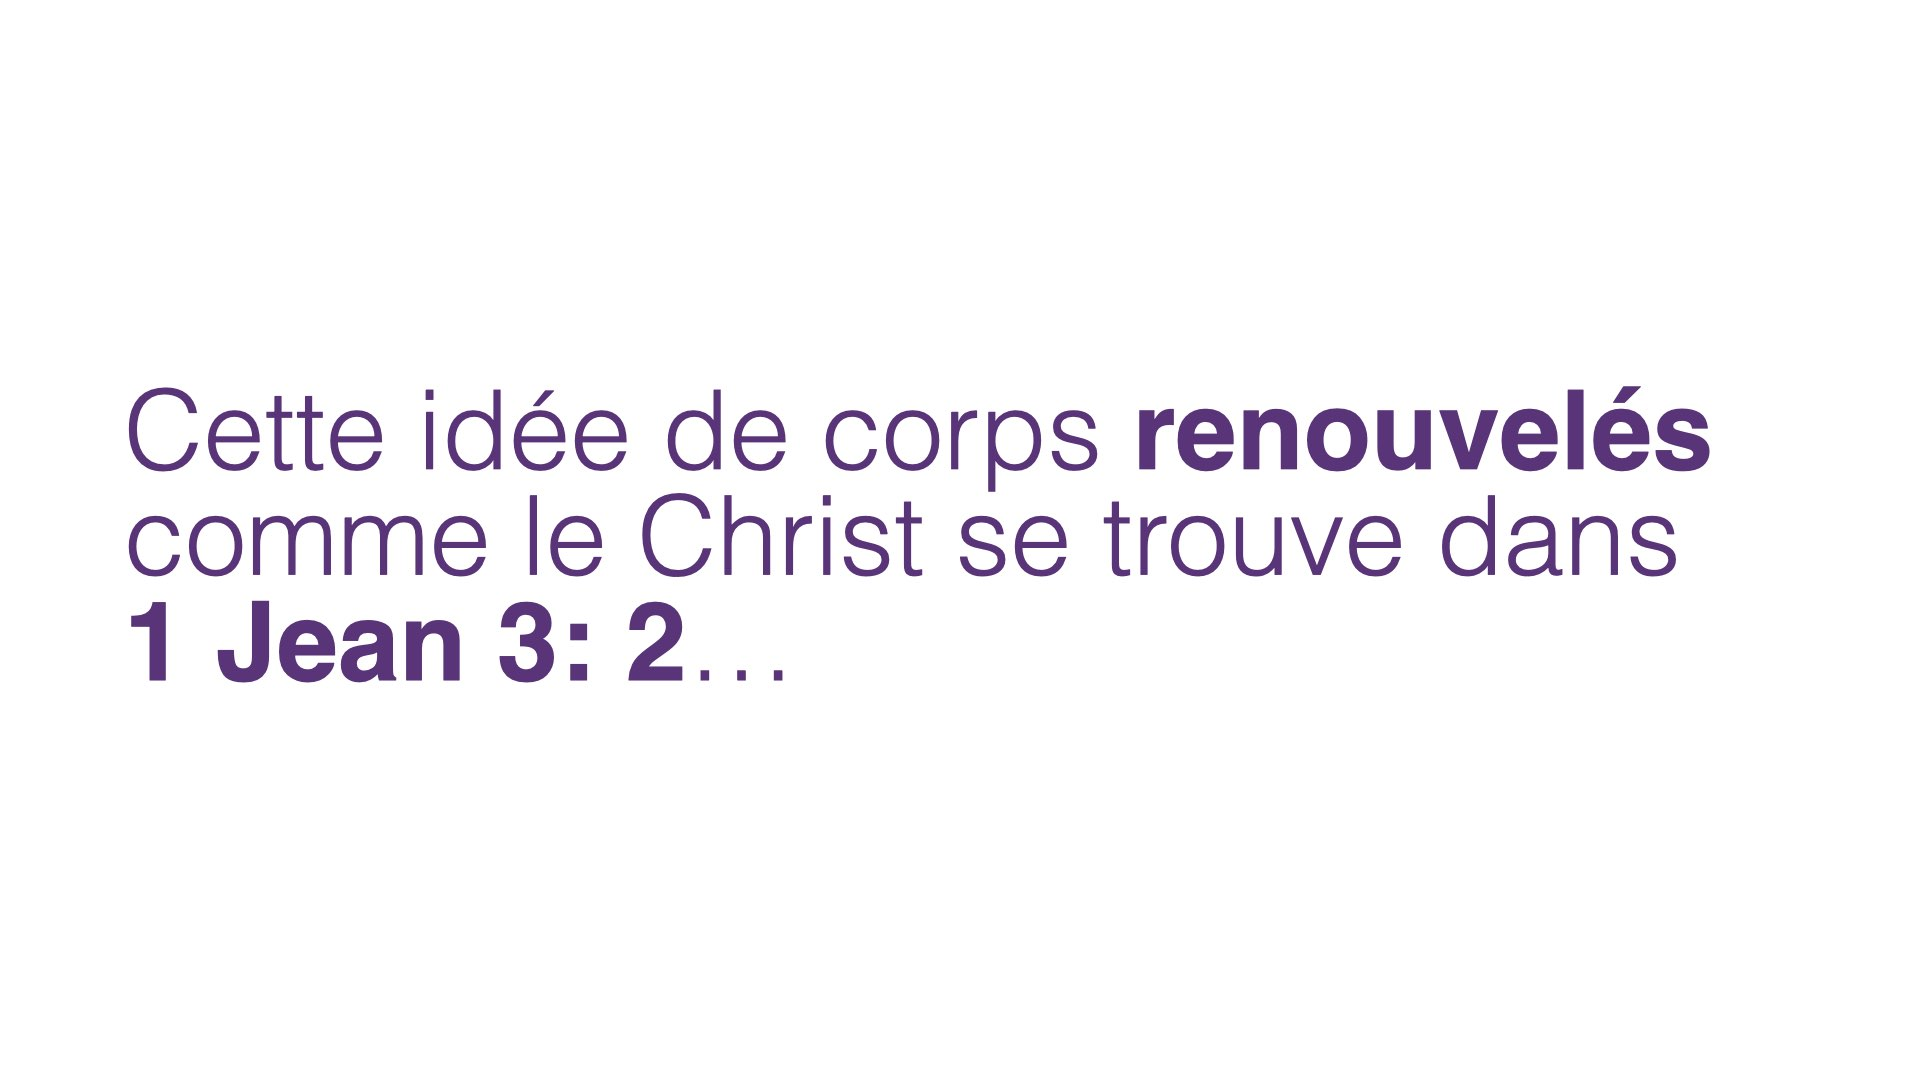 Cette idée de corps renouvelés
comme le Christ se trouve dans
1 Jean 3: 2…